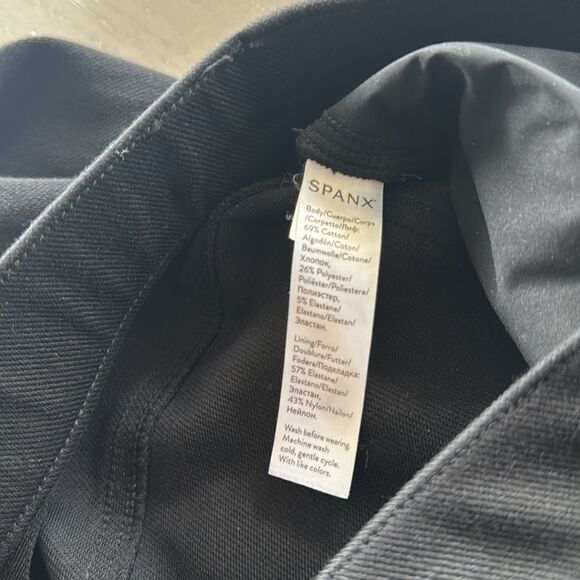 SPANX®
Body/Cuerpo/Corps
/Corpetto/Лиф:
69% Cotton/
Algodón/Coton/
Baumwolle/Cotone/
Хлопок,
26% Polyester/
Poliéster/Poliestere/
Полиэстер,
5% Elastane/
Elastano/Elastan/
Эластан.
Lining/Forro/
Doublure/Futter/
Fodera/Подкладка:
57% Elastane/
Elastano/Elastan/
Эластан,
43% Nylon/Nailon/
Нейлон.
Wash before wearing.
Machine wash
cold, gentle cycle.
With like colors.